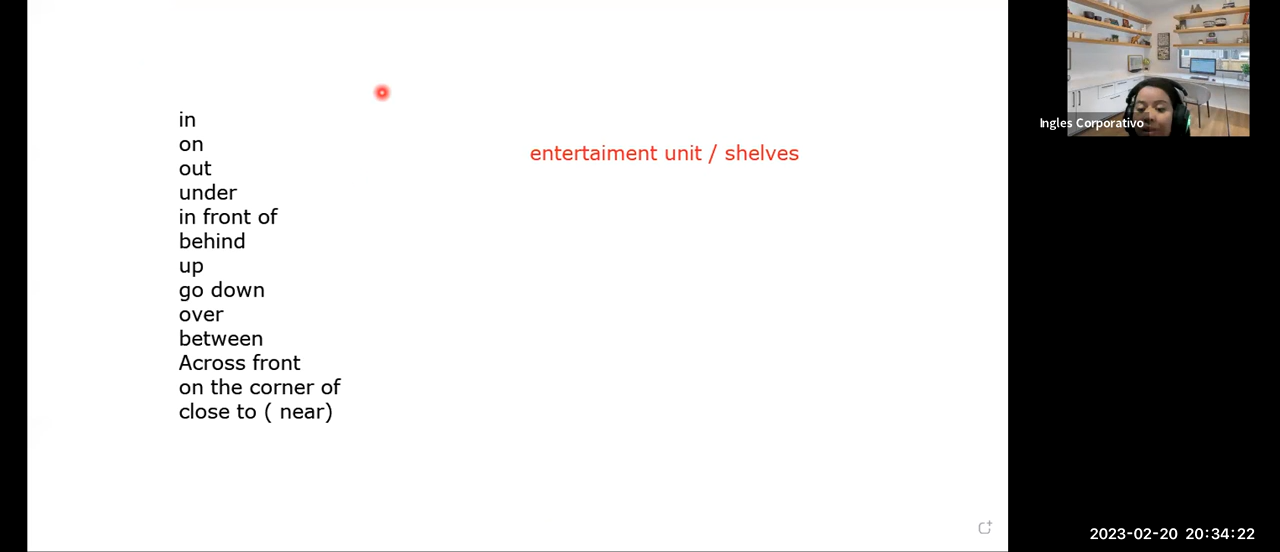 in
on
out
under
in front of
behind
up
go down
over
between
Across front
on the corner of
close to ( near)
entertaiment unit / shelves
Ingles Corporativo
2023-02-20 20:34:22